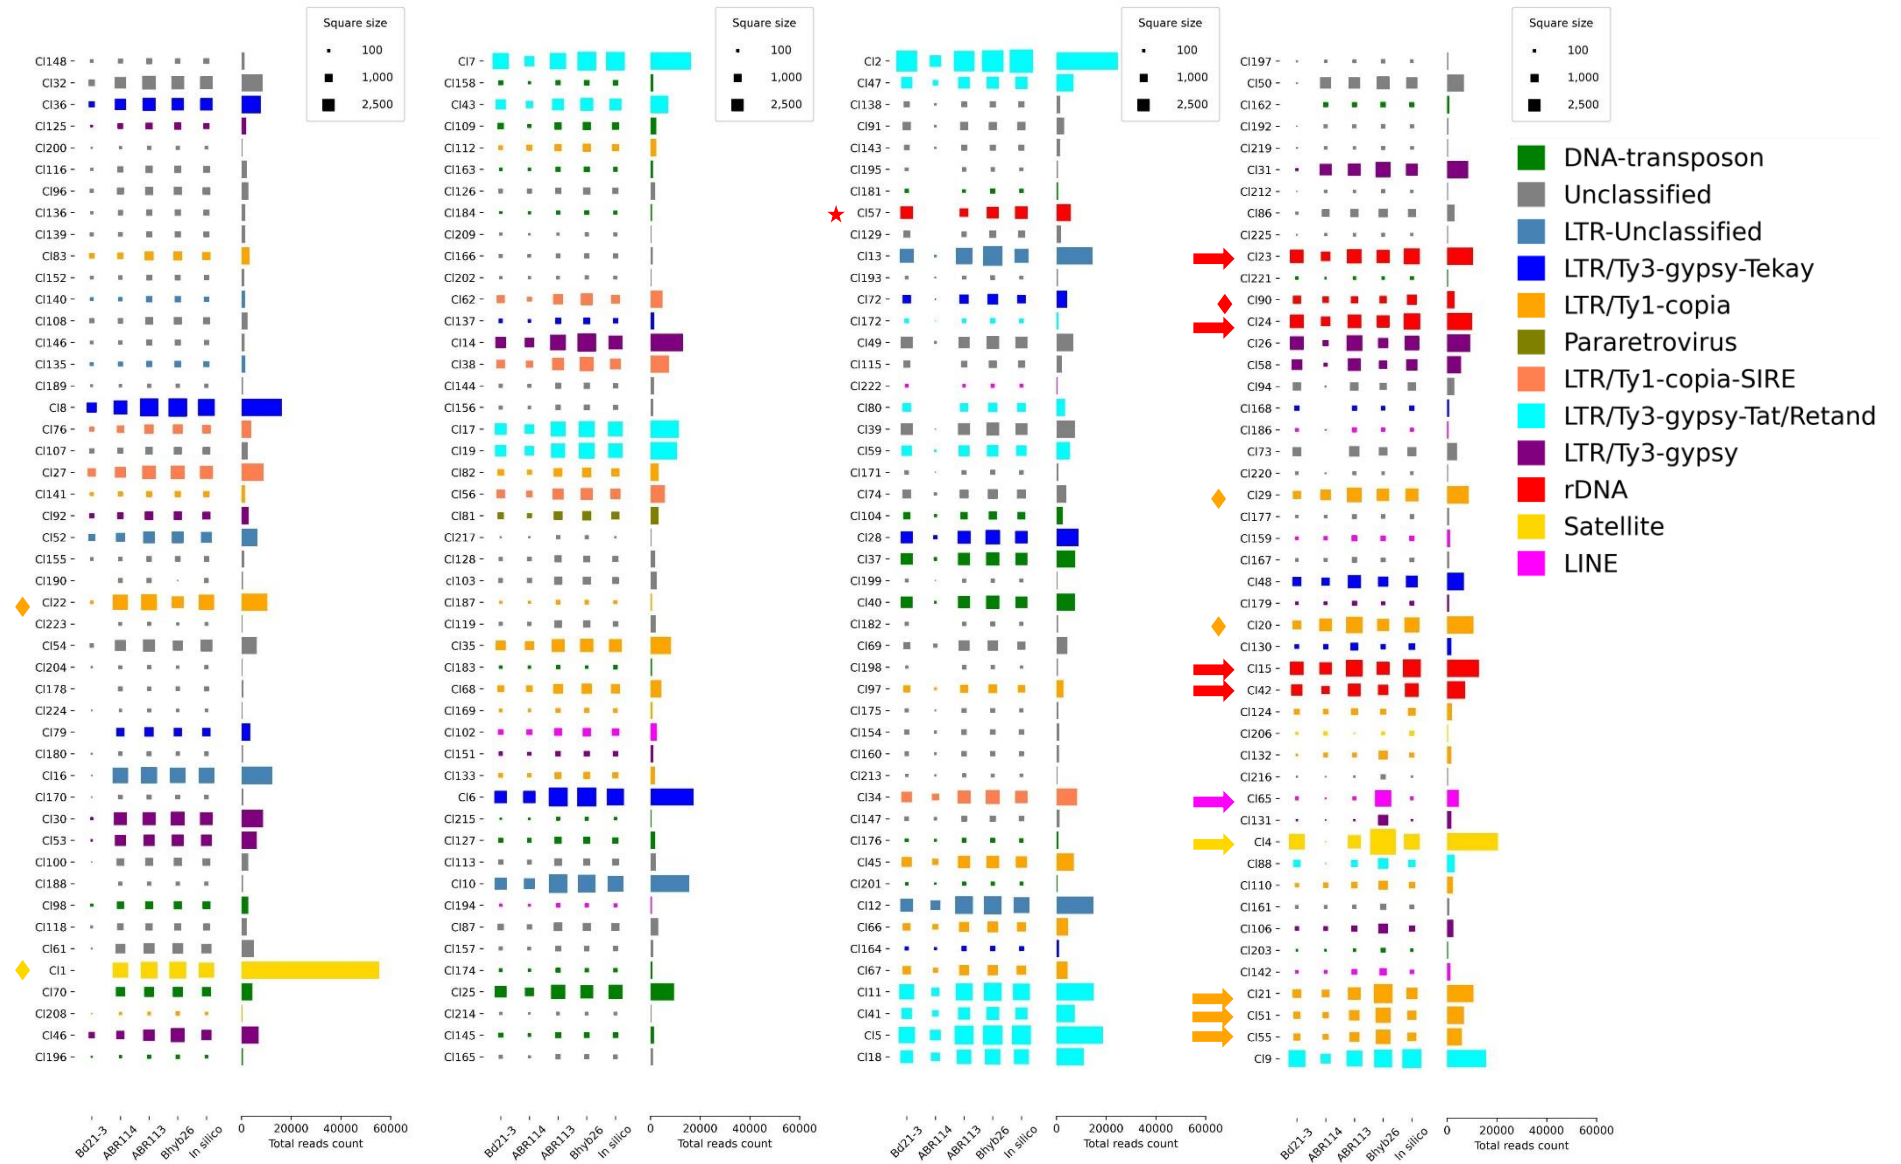 Square size
100
1,000
2,500
Cl148
Cl32
Cl36
Cl125
Cl200
Cl116
Cl96
Cl136
Cl139
Cl83
Cl152
Cl140
Cl108
Cl146
Cl135
Cl189
Cl8
Cl76
Cl107
Cl27
Cl141
Cl92
Cl52
Cl155
Cl190
Cl22
Cl223
Cl54
Cl204
Cl178
Cl224
Cl79
Cl180
Cl16
Cl170
Cl30
Cl53
Cl100
Cl188
Cl98
Cl118
Cl61
Cl1
Cl70
Cl208
Cl46
Cl196
Bd21-3
ABR114
ABR113
Bhyb26
In silico
0 20000 40000 60000
Total reads count
Square size
100
1,000
2,500
Cl7
Cl158
Cl43
Cl109
Cl112
Cl163
Cl126
Cl184
Cl209
Cl166
Cl202
Cl62
Cl137
Cl14
Cl38
Cl144
Cl156
Cl17
Cl19
Cl82
Cl56
Cl81
Cl217
Cl128
cl103
Cl187
Cl119
Cl35
Cl183
Cl68
Cl169
Cl102
Cl151
Cl133
Cl6
Cl215
Cl127
Cl113
Cl10
Cl194
Cl87
Cl157
Cl174
Cl25
Cl214
Cl145
Cl165
Bd21-3
ABR114
ABR113
Bhyb26
In silico
0 20000 40000 60000
Total reads count
Square size
100
1,000
2,500
Cl2
Cl47
Cl138
Cl91
Cl143
Cl195
Cl181
Cl57
Cl129
Cl13
Cl193
Cl72
Cl172
Cl49
Cl115
Cl222
Cl80
Cl39
Cl59
Cl171
Cl74
Cl104
Cl28
Cl37
Cl199
Cl40
Cl182
Cl69
Cl198
Cl97
Cl175
Cl154
Cl160
Cl213
Cl34
Cl147
Cl176
Cl45
Cl201
Cl12
Cl66
Cl164
Cl67
Cl11
Cl41
Cl5
Cl18
Bd21-3
ABR114
ABR113
Bhyb26
In silico
0 20000 40000 60000
Total reads count
Square size
100
1,000
2,500
Cl197
Cl50
Cl162
Cl192
Cl219
Cl31
Cl212
Cl86
Cl225
Cl23
Cl221
Cl90
Cl24
Cl26
Cl58
Cl94
Cl168
Cl186
Cl73
Cl220
Cl29
Cl177
Cl159
Cl167
Cl48
Cl179
Cl20
Cl130
Cl15
Cl42
Cl124
Cl206
Cl132
Cl216
Cl65
Cl131
Cl4
Cl88
Cl110
Cl161
Cl106
Cl203
Cl142
Cl21
Cl51
Cl55
Cl9
Bd21-3
ABR114
ABR113
Bhyb26
In silico
0 20000 40000 60000
Total reads count
DNA-transposon
Unclassified
LTR-Unclassified
LTR/Ty3-gypsy-Tekay
LTR/Ty1-copia
Pararetrovirus
LTR/Ty1-copia-SIRE
LTR/Ty3-gypsy-Tat/Retand
LTR/Ty3-gypsy
rDNA
Satellite
LINE